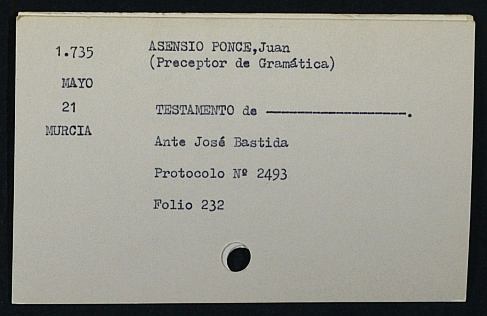 1.735
MAYO
21
MURCIA
ASENSIO PONCE,Juan
(Preceptor de Gramática)
TESTAMENTO de ——————————.
Ante José Bastida
Protocolo Nº 2493
Folio 232